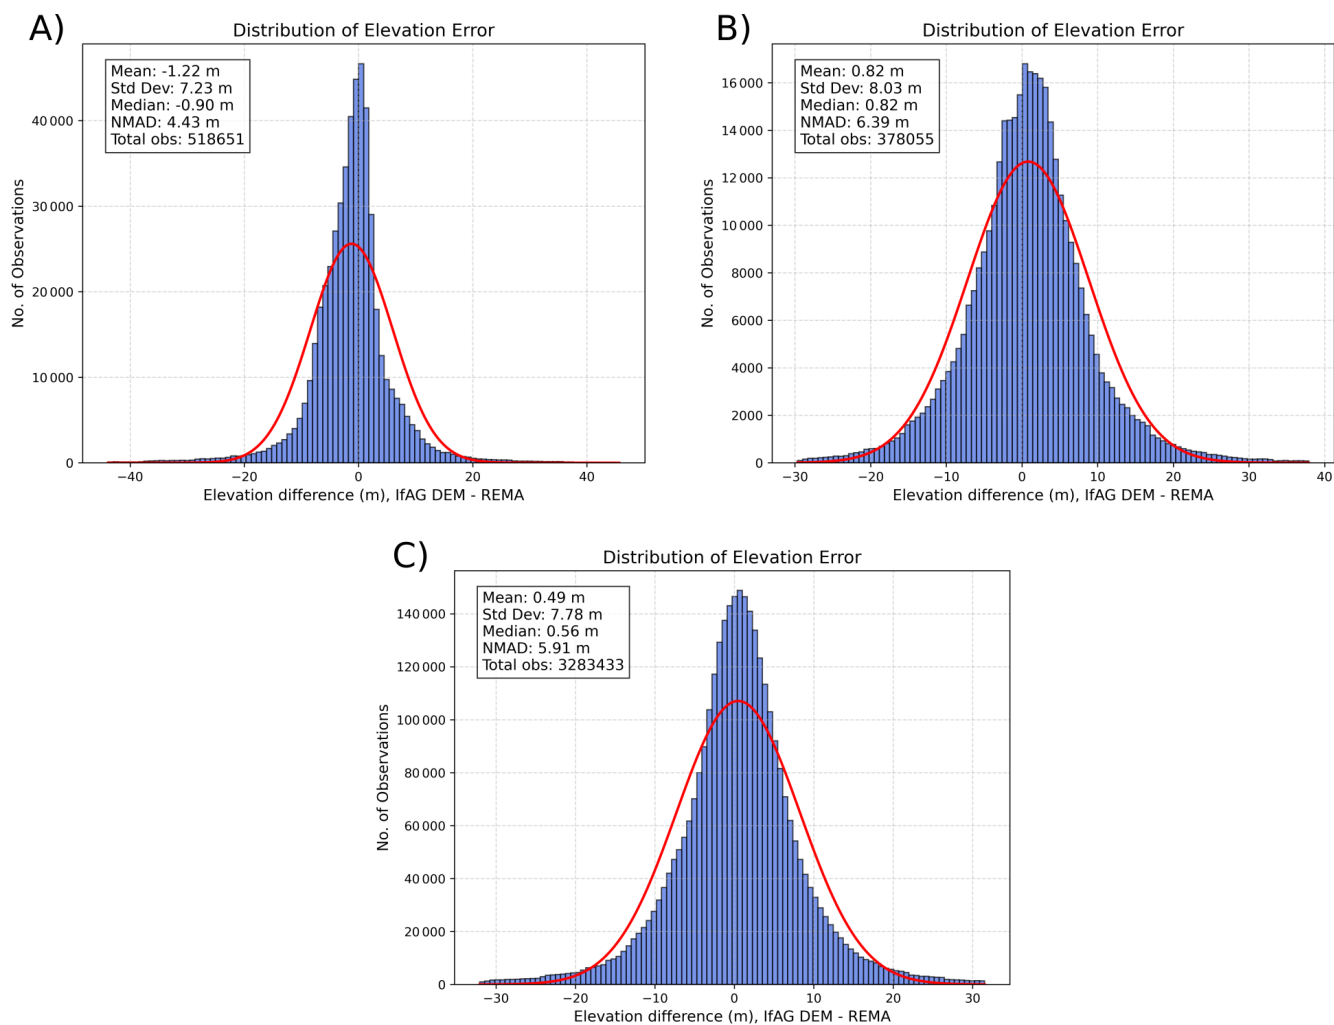 A)
Distribution of Elevation Error
Mean: -1.22 m
Std Dev: 7.23 m
Median: -0.90 m
NMAD: 4.43 m
Total obs: 518651
No. of Observations
40 000
30 000
20 000
10 000
0
−40 −20 0 20 40
Elevation difference (m), IfAG DEM - REMA
B)
Distribution of Elevation Error
Mean: 0.82 m
Std Dev: 8.03 m
Median: 0.82 m
NMAD: 6.39 m
Total obs: 378055
No. of Observations
16 000
14 000
12 000
10 000
8000
6000
4000
2000
0
−30 −20 −10 0 10 20 30 40
Elevation difference (m), IfAG DEM - REMA
C)
Distribution of Elevation Error
Mean: 0.49 m
Std Dev: 7.78 m
Median: 0.56 m
NMAD: 5.91 m
Total obs: 3283433
No. of Observations
140 000
120 000
100 000
80 000
60 000
40 000
20 000
0
−30 −20 −10 0 10 20 30
Elevation difference (m), IfAG DEM - REMA